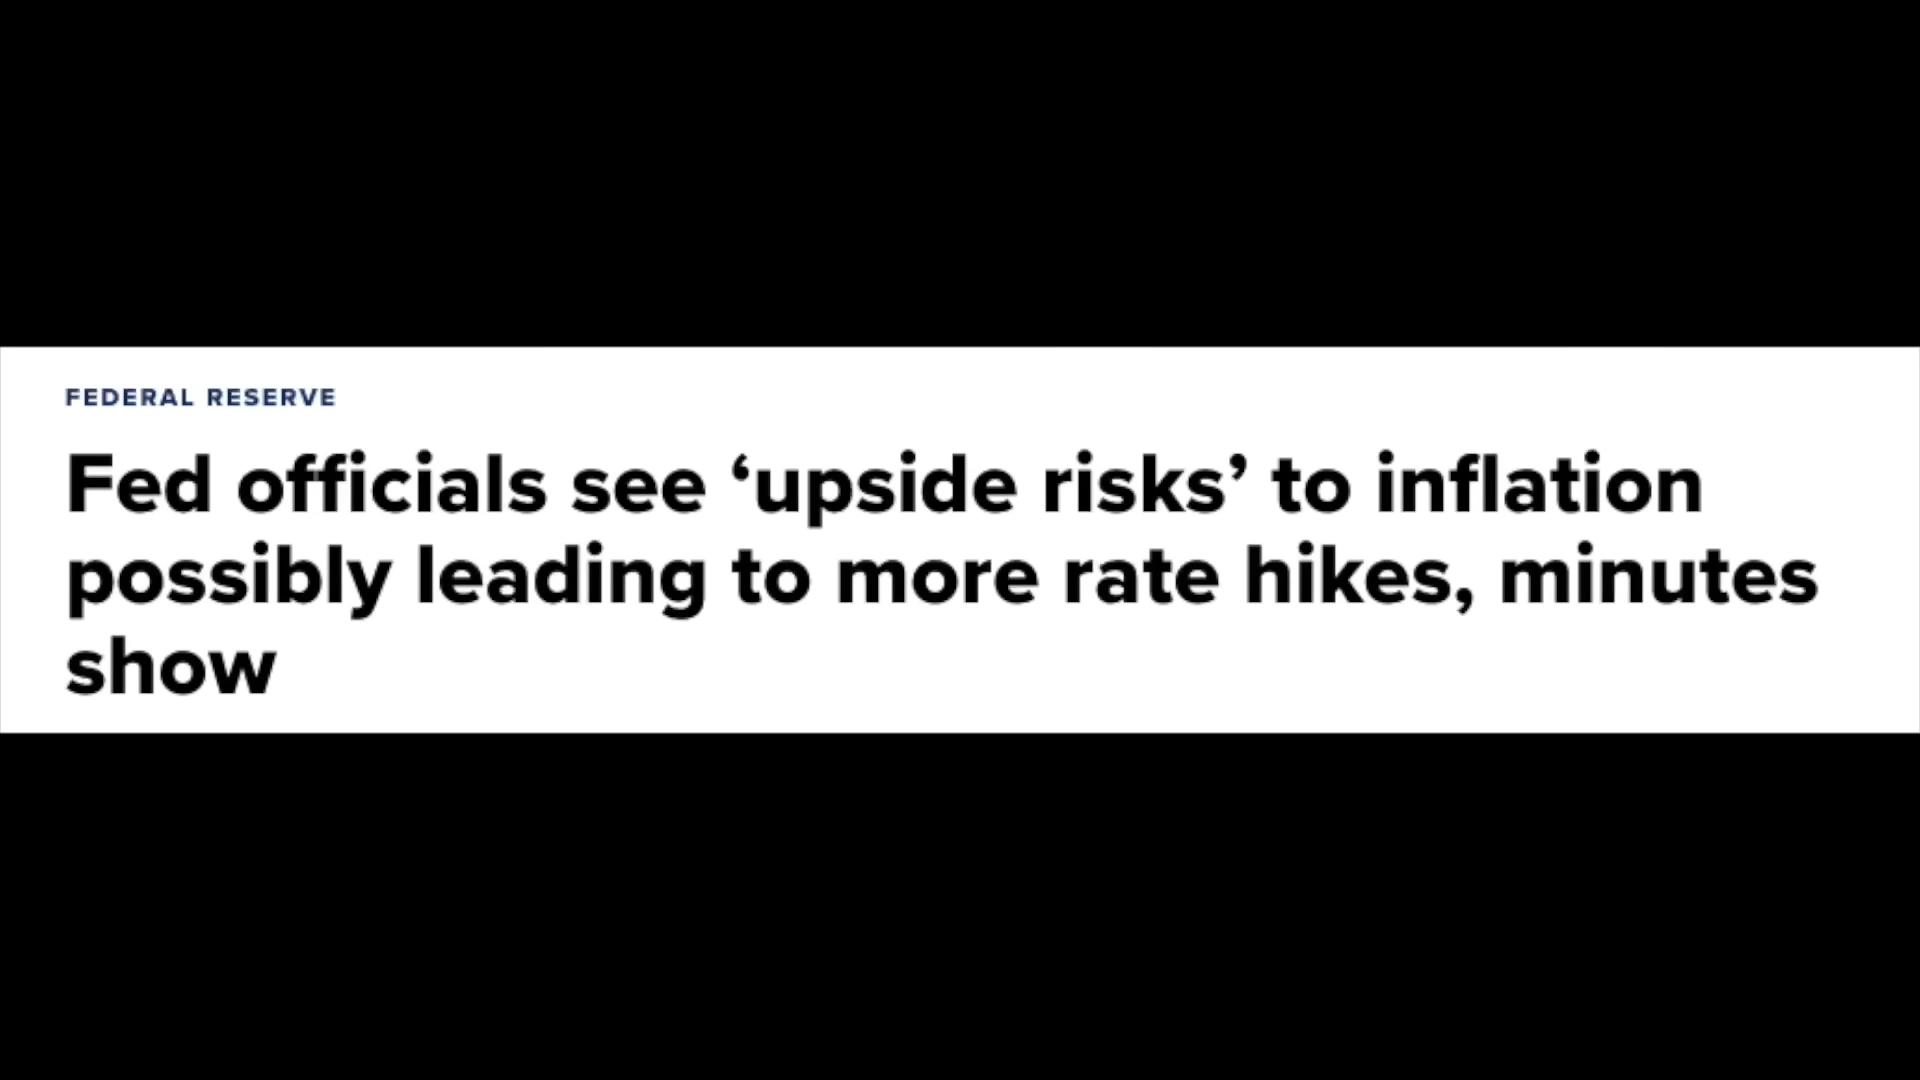 FEDERAL RESERVE
Fed officials see ‘upside risks’ to inflation
possibly leading to more rate hikes, minutes
show